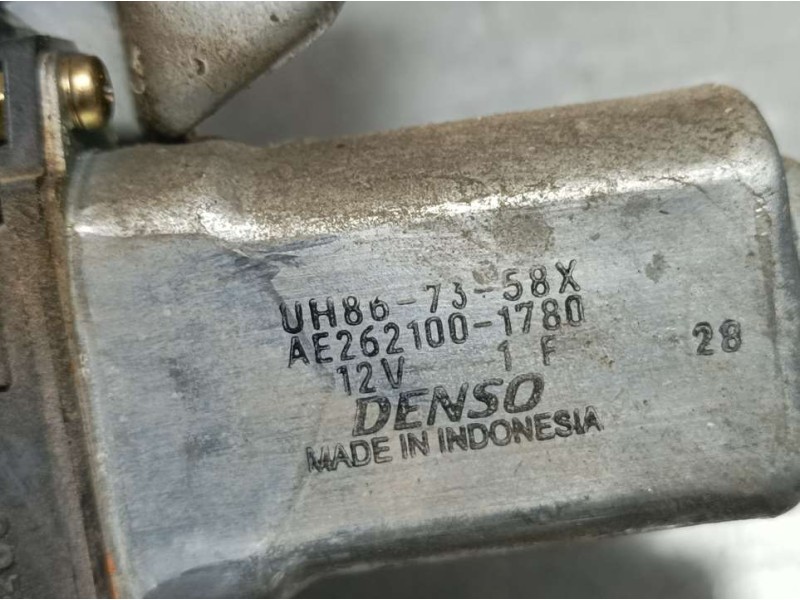 UH86-73-58X
AE262100-1780
12V 1 F 28
DENSO
MADE IN INDONESIA